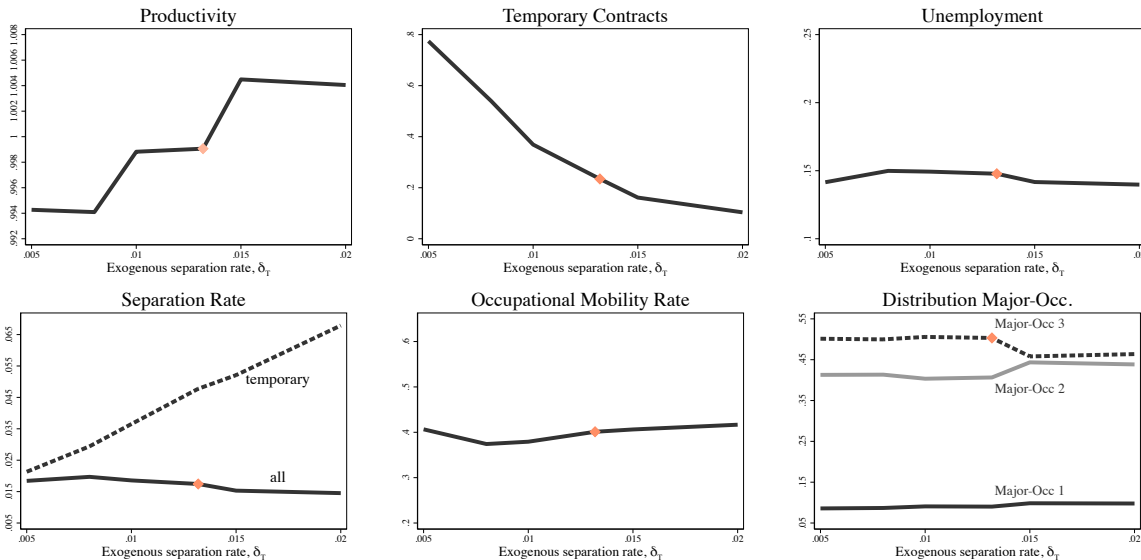 Productivity
1.008
1.006
1.004
1.002
1
.998
.996
.994
.992
.005 .01 .015 .02
Exogenous separation rate, δT
Temporary Contracts
.8
.6
.4
.2
0
.005 .01 .015 .02
Exogenous separation rate, δT
Unemployment
.25
.2
.15
.1
.005 .01 .015 .02
Exogenous separation rate, δT
Separation Rate
.065
.055
.045
.035
.025
.015
.005
temporary
all
.005 .01 .015 .02
Exogenous separation rate, δT
Occupational Mobility Rate
.6
.5
.4
.3
.2
.005 .01 .015 .02
Exogenous separation rate, δT
Distribution Major-Occ.
.55
.45
.35
.15
.05
Major-Occ 3
Major-Occ 2
Major-Occ 1
.005 .01 .015 .02
Exogenous separation rate, δT